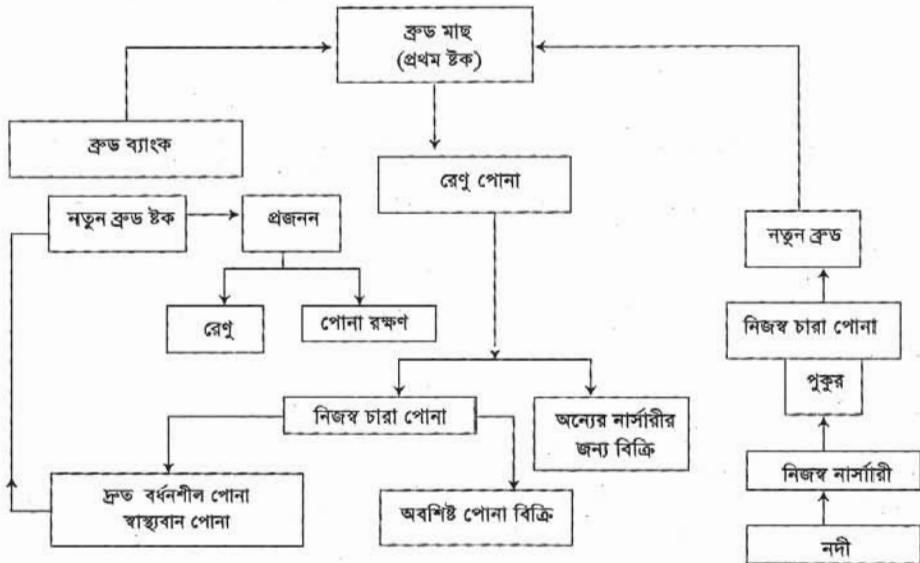 ব্রুড মাছ
(প্রথম ষ্টক)
ব্রুড ব্যাংক
রেণু পোনা
নতুন ব্রুড ষ্টক
প্রজনন
নতুন ব্রুড
রেণু
পোনা রক্ষণ
নিজস্ব চারা পোনা
পুকুর
নিজস্ব চারা পোনা
অন্যের নার্সারীর
জন্য বিক্রি
নিজস্ব নার্সাারী
দ্রুত বর্ধনশীল পোনা
স্বাস্থ্যবান পোনা
অবশিষ্ট পোনা বিক্রি
নদী